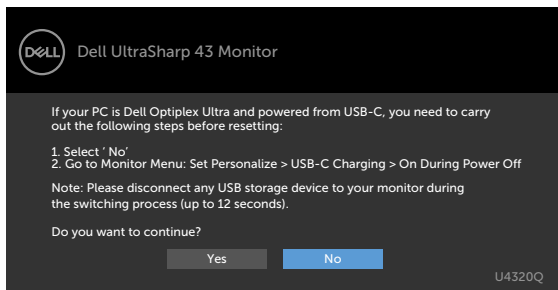 DELL
Dell UltraSharp 43 Monitor
If your PC is Dell Optiplex Ultra and powered from USB-C, you need to carry
out the following steps before resetting:
1. Select ‘ No’
2. Go to Monitor Menu: Set Personalize > USB-C Charging > On During Power Off
Note: Please disconnect any USB storage device to your monitor during
the switching process (up to 12 seconds).
Do you want to continue?
Yes No
U4320Q